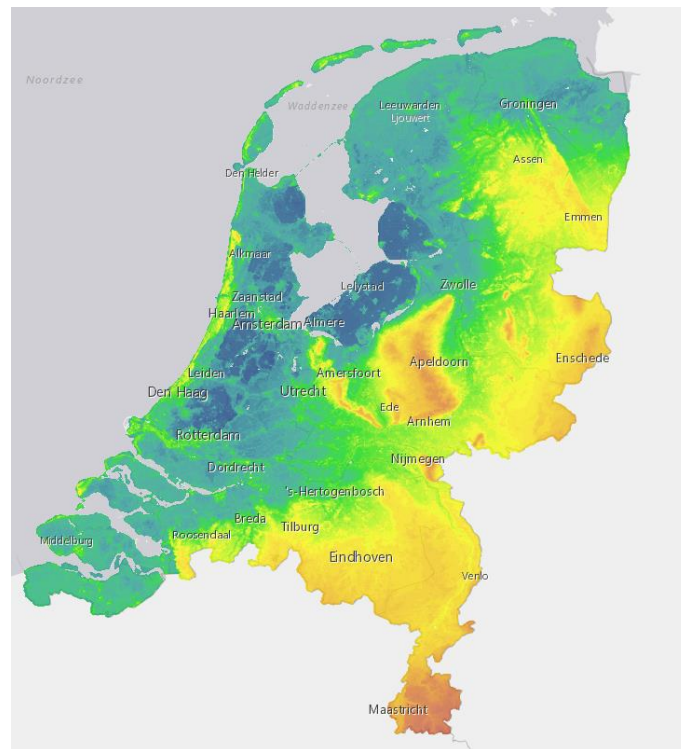 Noordzee
Waddenzee
Leeuwarden
Ljouwert
Groningen
Assen
Den Helder
Emmen
Alkmaar
Lelystad
Zwolle
Zaanstad
Haarlem
Amsterdam
Almere
Enschede
Apeldoorn
Leiden
Amersfoort
Den Haag
Utrecht
Ede
Arnhem
Rotterdam
Nijmegen
Dordrecht
's-Hertogenbosch
Breda
Tilburg
Roosendaal
Middelburg
Eindhoven
Venlo
Maastricht